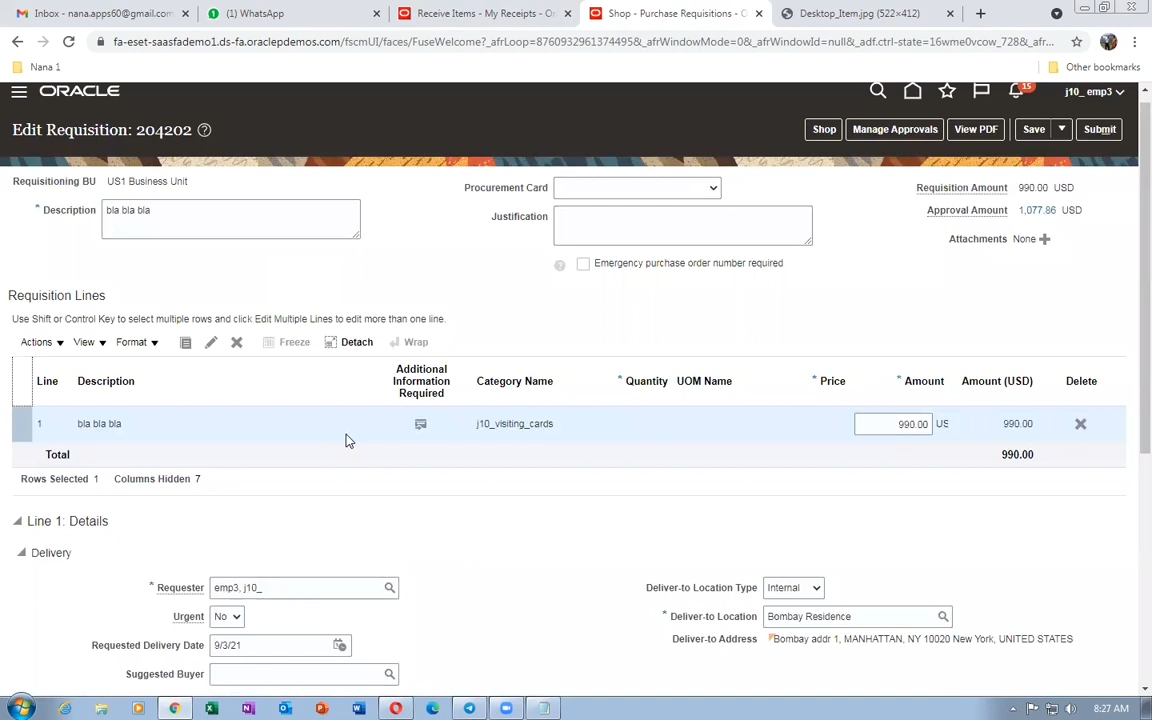 Inbox - nana.apps60@gmail.com
(1) WhatsApp
Receive Items - My Receipts - Or
Shop - Purchase Requisitions - O
Desktop_Item.jpg (522×412)
fa-eset-saasfademo1.ds-fa.oraclepdemos.com/fscmUI/faces/FuseWelcome?_afrLoop=8760932961374495&_afrWindowMode=0&_afrWindowId=null&_adf.ctrl-state=16wme0vcow_728&_afr...
Nana 1
Other bookmarks
ORACLE
15
j10_ emp3
Edit Requisition: 204202
Shop
Manage Approvals
View PDF
Save
Submit
Requisitioning BU US1 Business Unit
Procurement Card
Requisition Amount 990.00 USD
* Description bla bla bla
Justification
Approval Amount 1,077.86 USD
Attachments None
Emergency purchase order number required
Requisition Lines
Use Shift or Control Key to select multiple rows and click Edit Multiple Lines to edit more than one line.
Actions View Format Freeze Detach Wrap
Line Description Additional Information Required Category Name * Quantity UOM Name * Price * Amount Amount (USD) Delete
1 bla bla bla j10_visiting_cards 990.00 US 990.00
Total 990.00
Rows Selected 1 Columns Hidden 7
Line 1: Details
Delivery
* Requester emp3, j10_
Deliver-to Location Type Internal
Urgent No
* Deliver-to Location Bombay Residence
Requested Delivery Date 9/3/21
Deliver-to Address Bombay addr 1, MANHATTAN, NY 10020 New York, UNITED STATES
Suggested Buyer
8:27 AM